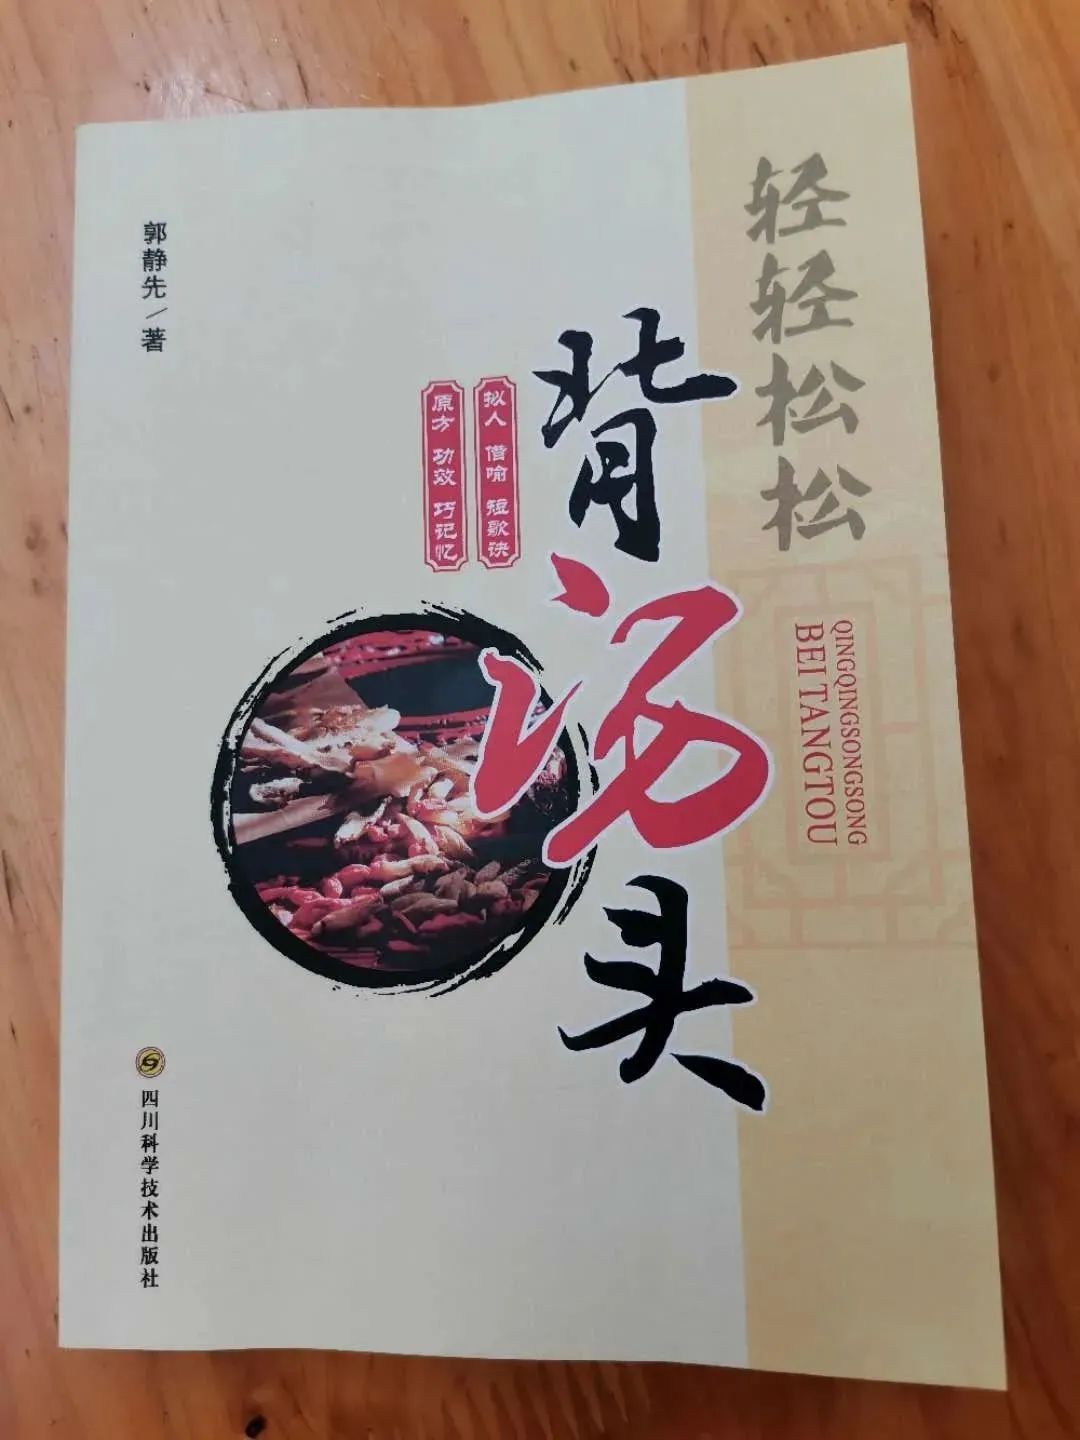 轻轻松松
QINGQINGSONGSONG
BEI TANGTOU
背汤头
拟人 借喻 短歌诀
原方 功效 巧记忆
郭静先/著
四川科学技术出版社